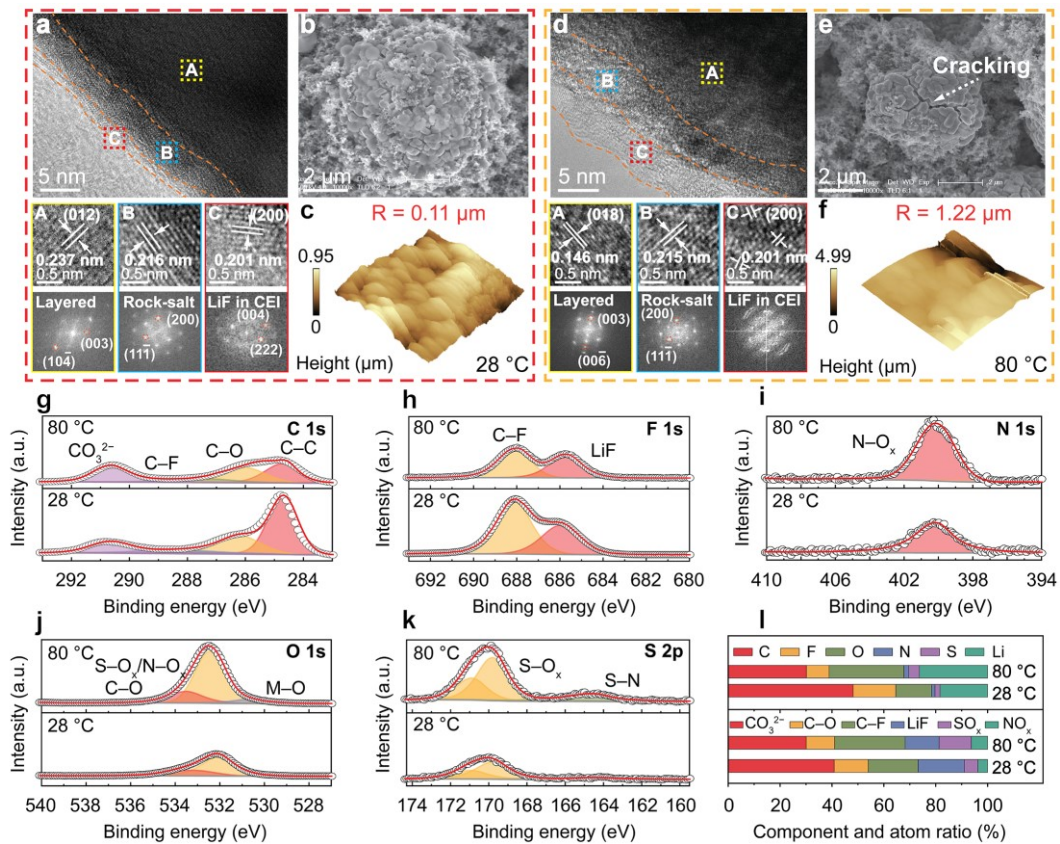 a
A
B
C
5 nm
b
2 μm
A
(012)
0.237 nm
0.5 nm
B
0.216 nm
0.5 nm
C
(200)
0.201 nm
0.5 nm
Layered
(003)
(104̄)
Rock-salt
(200)
(111̄)
LiF in CEI
(004)
(222)
c
R = 0.11 μm
0.95
0
Height (μm)
28 °C
d
A
B
C
5 nm
e
Cracking
2 μm
A
(018)
0.146 nm
0.5 nm
B
0.215 nm
0.5 nm
C
(200)
0.201 nm
0.5 nm
Layered
(003)
(006̄)
Rock-salt
(200)
(111̄)
LiF in CEI
f
R = 1.22 μm
4.99
0
Height (μm)
80 °C
g
C 1s
80 °C
CO₃²⁻
C–F
C–O
C–C
28 °C
Intensity (a.u.)
292 290 288 286 284
Binding energy (eV)
h
F 1s
80 °C
C–F
LiF
28 °C
Intensity (a.u.)
692 690 688 686 684 682 680
Binding energy (eV)
i
N 1s
80 °C
N–Oₓ
28 °C
Intensity (a.u.)
410 406 402 398 394
Binding energy (eV)
j
O 1s
80 °C
S–Oₓ/N–Oₓ
C–O
M–O
28 °C
Intensity (a.u.)
540 538 536 534 532 530 528
Binding energy (eV)
k
S 2p
80 °C
S–Oₓ
S–N
28 °C
Intensity (a.u.)
174 172 170 168 166 164 162 160
Binding energy (eV)
l
C F O N S Li
80 °C
28 °C
CO₃²⁻ C–O C–F LiF SOₓ NOₓ
80 °C
28 °C
0 20 40 60 80 100
Component and atom ratio (%)